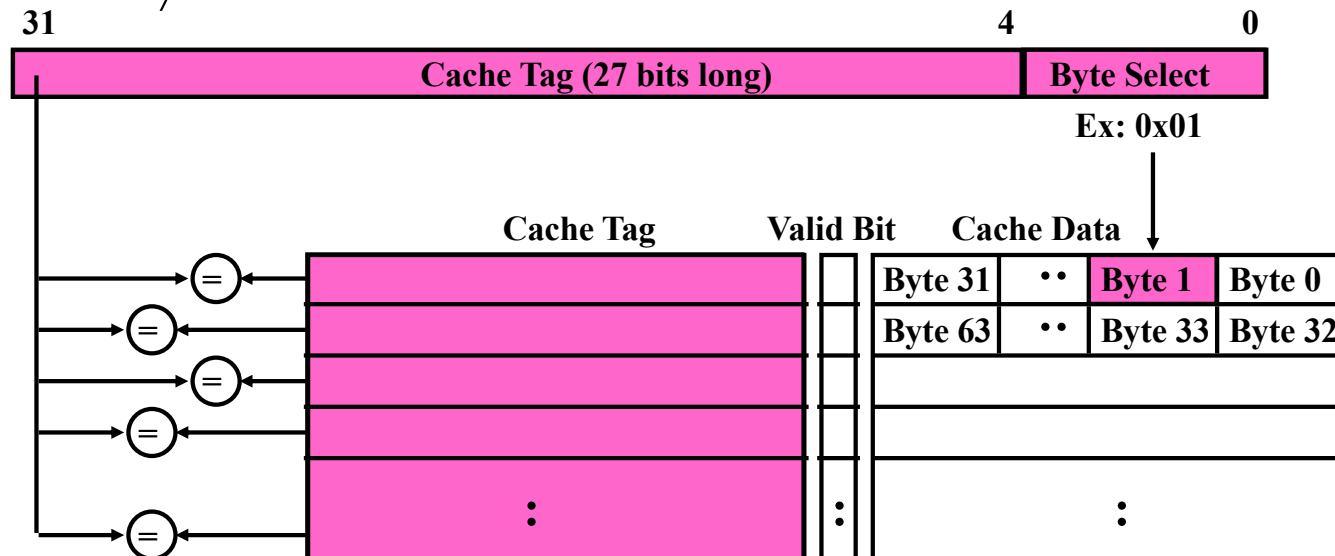 31 4 0
Cache Tag (27 bits long) Byte Select
Ex: 0x01
Cache Tag Valid Bit Cache Data
= Byte 31 ·· Byte 1 Byte 0
= Byte 63 ·· Byte 33 Byte 32
=
=
: : :
=